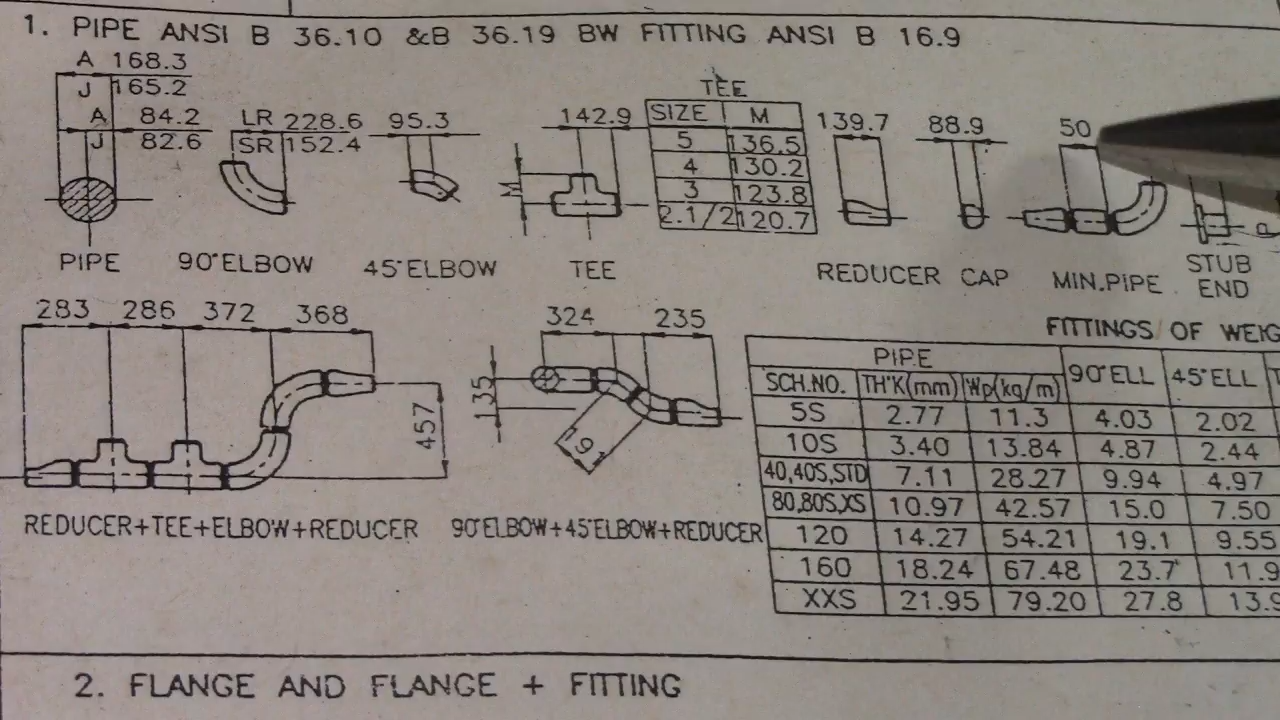 1. PIPE ANSI B 36.10 &B 36.19 BW FITTING ANSI B 16.9
A 168.3
J 165.2
A 84.2
J 82.6
LR 228.6
SR 152.4
95.3
142.9
M
TEE
SIZE M
5 136.5
4 130.2
3 123.8
2.1/2 120.7
139.7
88.9
50
PIPE 90°ELBOW 45°ELBOW TEE REDUCER CAP MIN.PIPE STUB END
283 286 372 368
457
REDUCER+TEE+ELBOW+REDUCER
324 235
135
191
90°ELBOW+45°ELBOW+REDUCER
FITTINGS OF WEIG
PIPE 90°ELL 45°ELL
SCH.NO. TH'K(mm) Wp(kg/m)
5S 2.77 11.3 4.03 2.02
10S 3.40 13.84 4.87 2.44
40,40S,STD 7.11 28.27 9.94 4.97
80,80S,XS 10.97 42.57 15.0 7.50
120 14.27 54.21 19.1 9.55
160 18.24 67.48 23.7 11.9
XXS 21.95 79.20 27.8 13.9
2. FLANGE AND FLANGE + FITTING